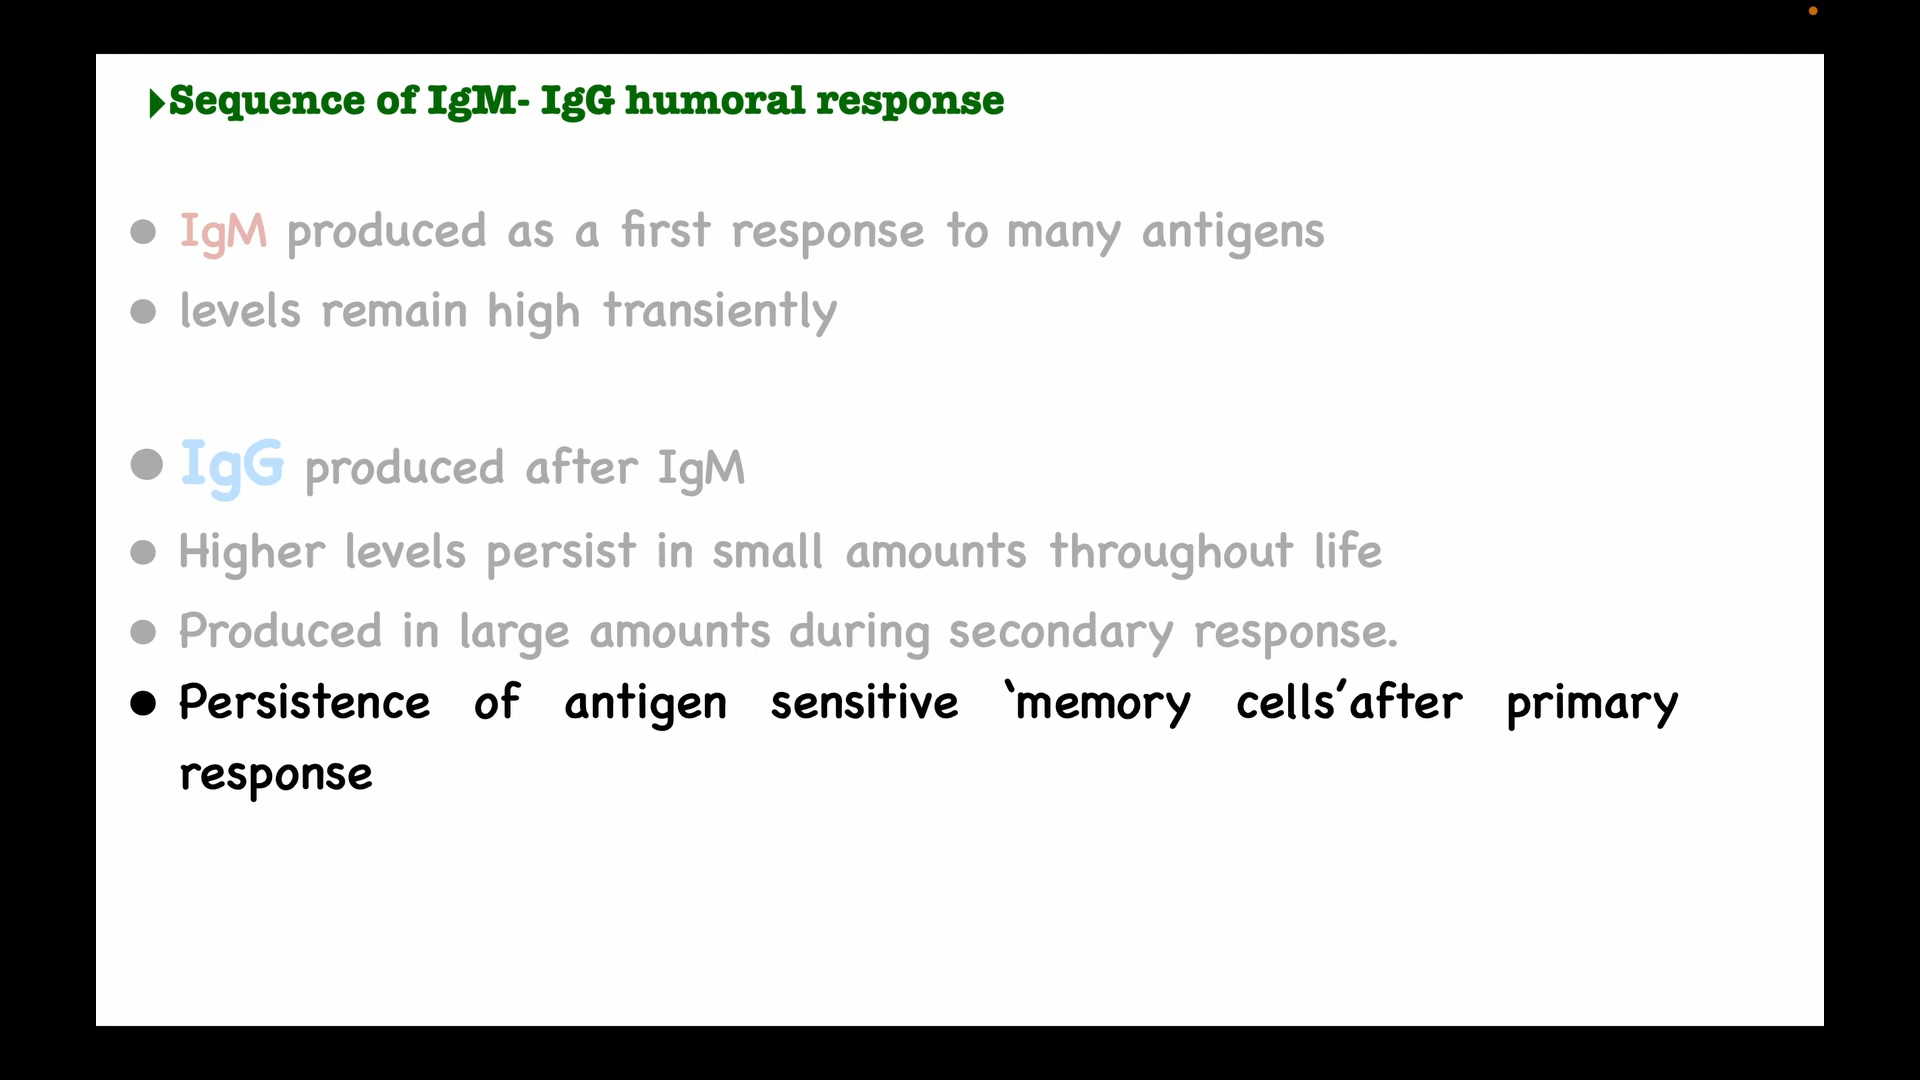 Sequence of IgM- IgG humoral response
● IgM produced as a first response to many antigens
● levels remain high transiently
● IgG produced after IgM
● Higher levels persist in small amounts throughout life
● Produced in large amounts during secondary response.
● Persistence of antigen sensitive ‵memory cells′after primary
response